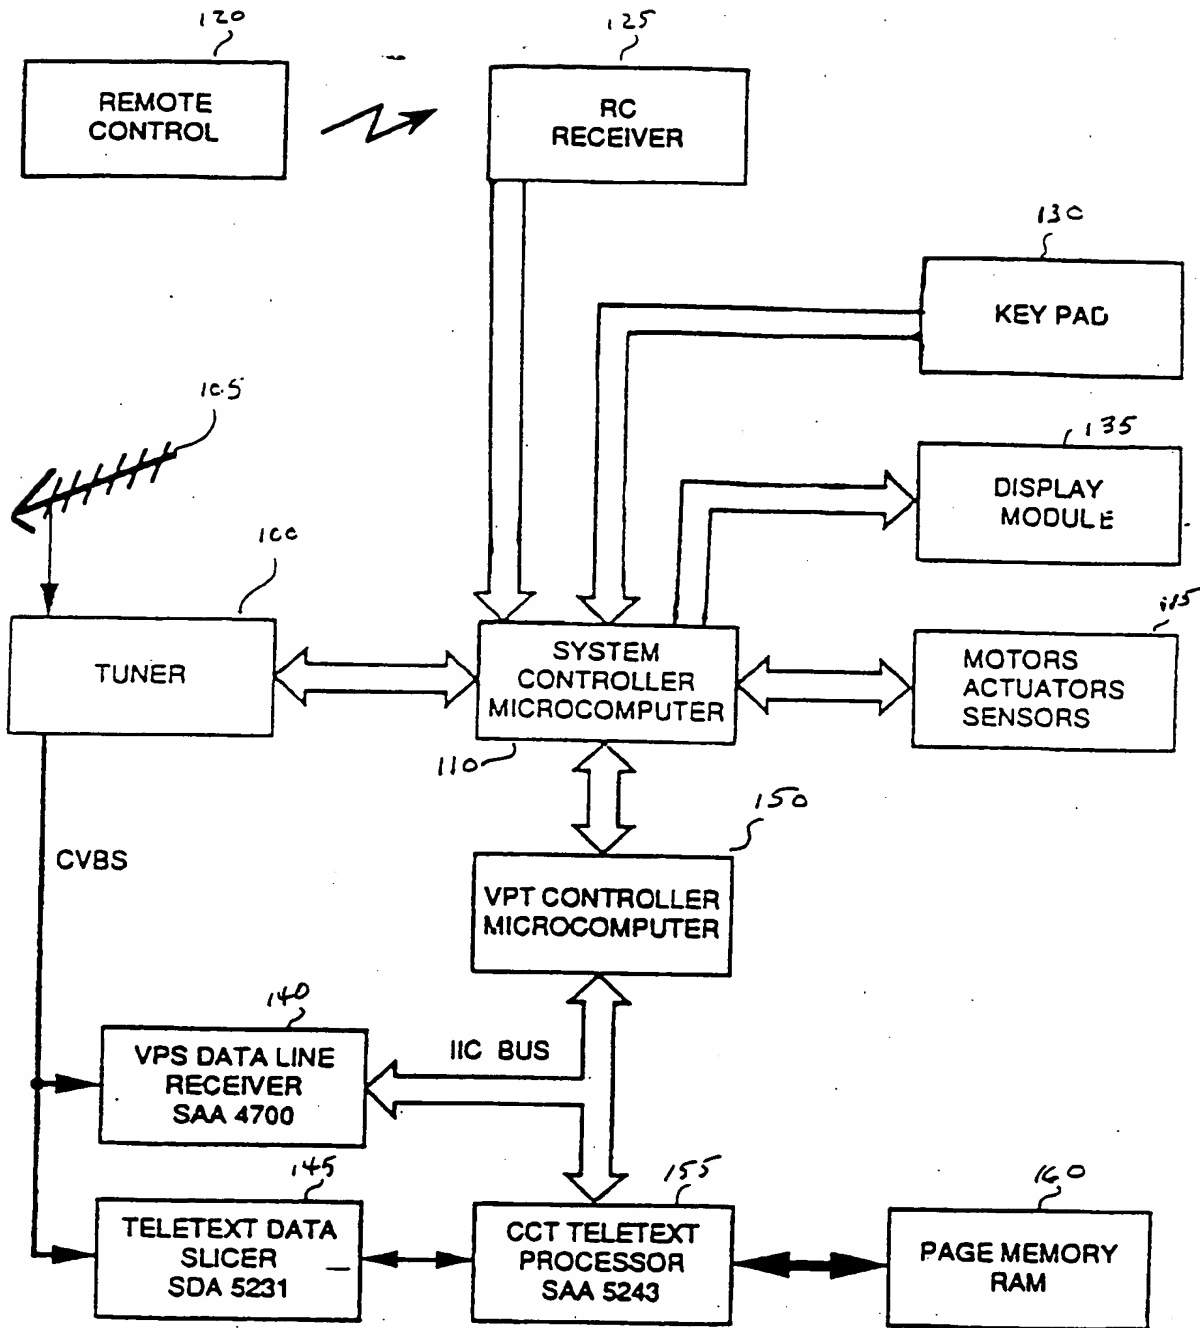 120
125
REMOTE
CONTROL
RC
RECEIVER
130
KEY PAD
105
135
DISPLAY
MODULE
100
115
TUNER
SYSTEM
CONTROLLER
MICROCOMPUTER
MOTORS
ACTUATORS
SENSORS
110
150
CVBS
VPT CONTROLLER
MICROCOMPUTER
140
VPS DATA LINE
RECEIVER
SAA 4700
IIC BUS
145
155
160
TELETEXT DATA
SLICER
SDA 5231
CCT TELETEXT
PROCESSOR
SAA 5243
PAGE MEMORY
RAM